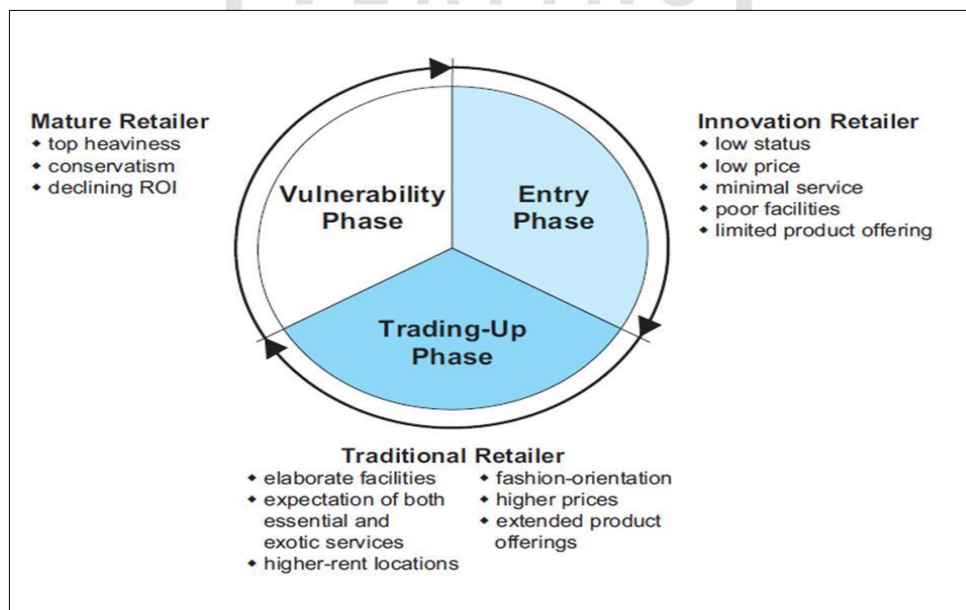 Mature Retailer
• top heaviness
• conservatism
• declining ROI
Vulnerability
Phase
Entry
Phase
Innovation Retailer
• low status
• low price
• minimal service
• poor facilities
• limited product offering
Trading-Up
Phase
Traditional Retailer
• elaborate facilities
• expectation of both
essential and
exotic services
• higher-rent locations
• fashion-orientation
• higher prices
• extended product
offerings